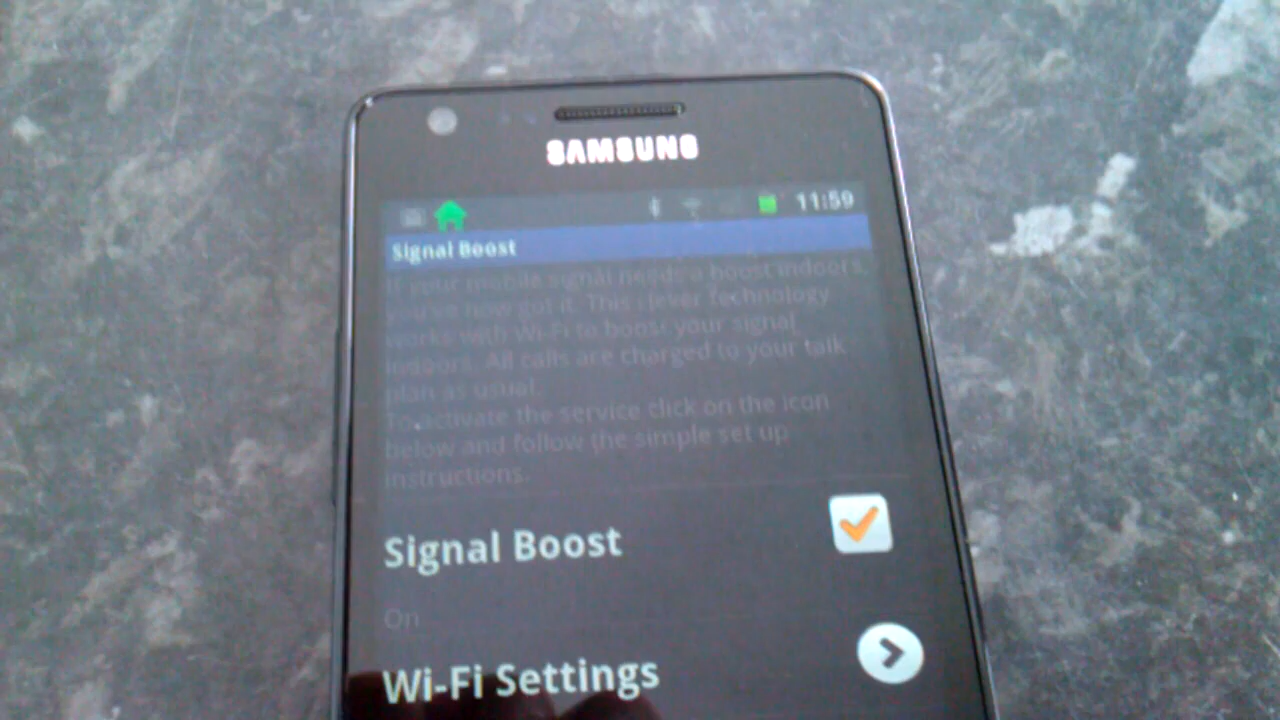 SAMSUNG
11:59
Signal Boost
If your mobile signal needs a boost indoors,
you've now got it. This clever technology
works with Wi-Fi to boost your signal
indoors. All calls are charged to your talk
plan as usual.
To activate the service click on the icon
below and follow the simple set up
instructions.
Signal Boost
On
Wi-Fi Settings